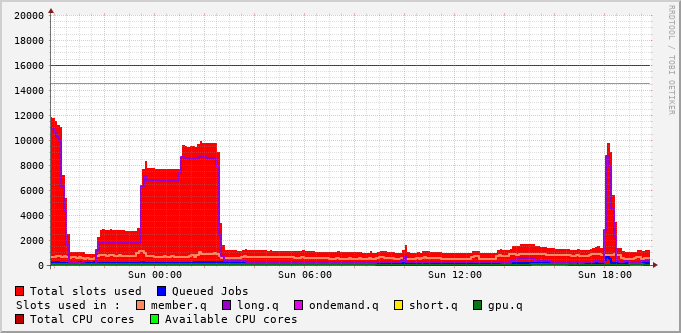 20000
18000
16000
14000
12000
10000
8000
6000
4000
2000
0
Sun 00:00 Sun 06:00 Sun 12:00 Sun 18:00
RRDTOOL / TOBI OETIKER
Total slots used Queued Jobs
Slots used in : member.q long.q ondemand.q short.q gpu.q
Total CPU cores Available CPU cores